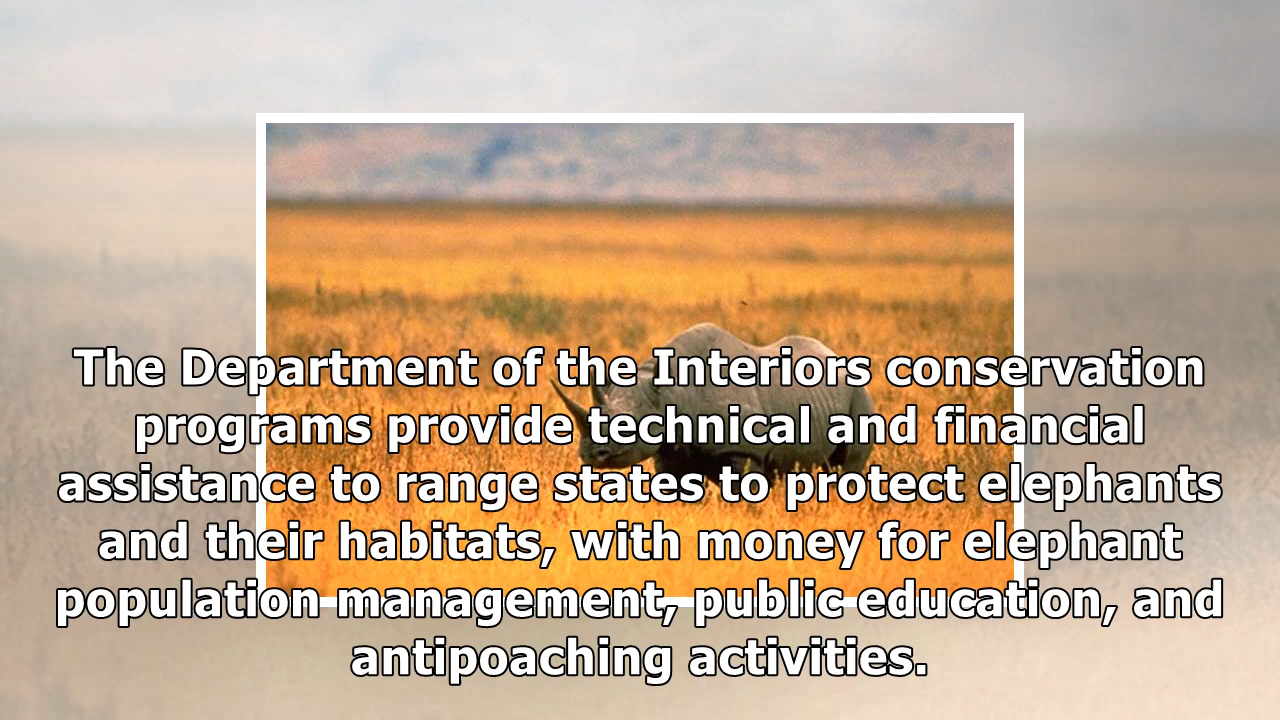 The Department of the Interiors conservation
programs provide technical and financial
assistance to range states to protect elephants
and their habitats, with money for elephant
population management, public education, and
antipoaching activities.